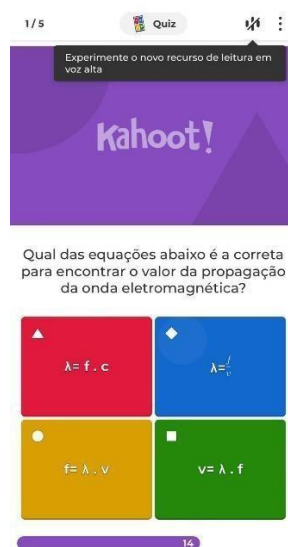 1/5
Quiz
Experimente o novo recurso de leitura em
voz alta
Kahoot!
Qual das equações abaixo é a correta
para encontrar o valor da propagação
da onda eletromagnética?
λ= f . c
λ=f/v
f= λ . v
v= λ . f
14